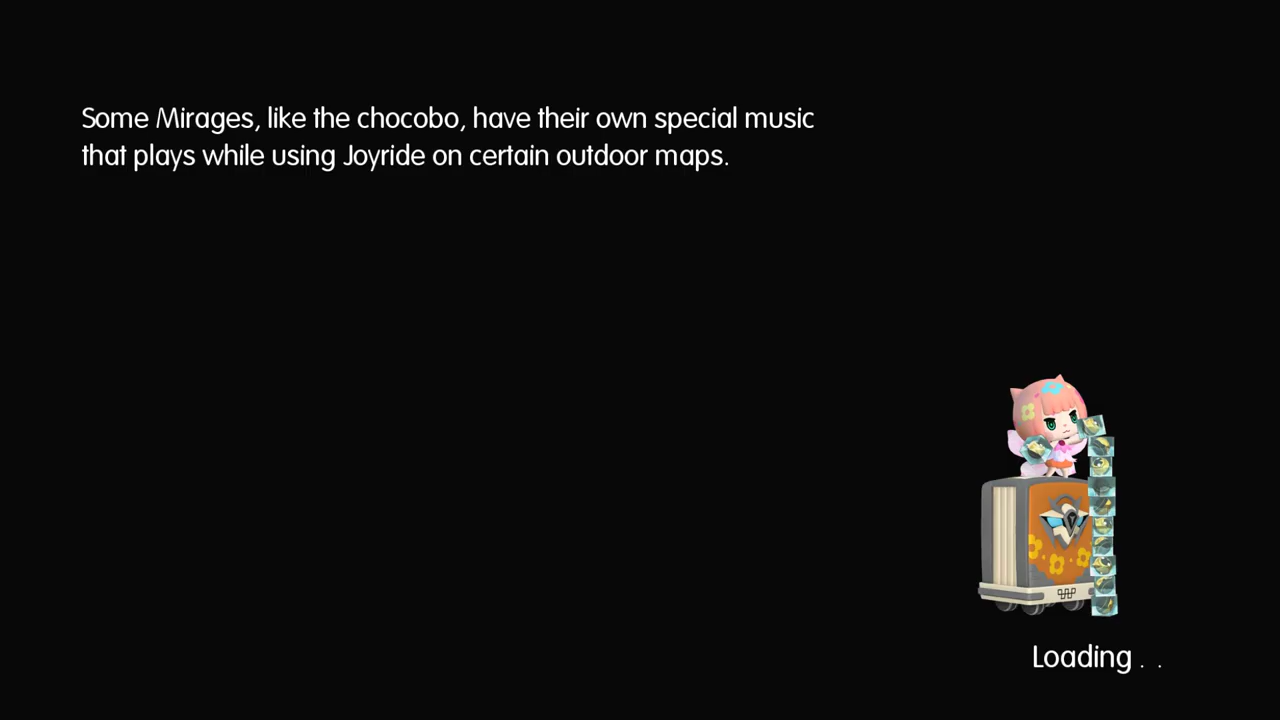 Some Mirages, like the chocobo, have their own special music
that plays while using Joyride on certain outdoor maps.
Loading . .